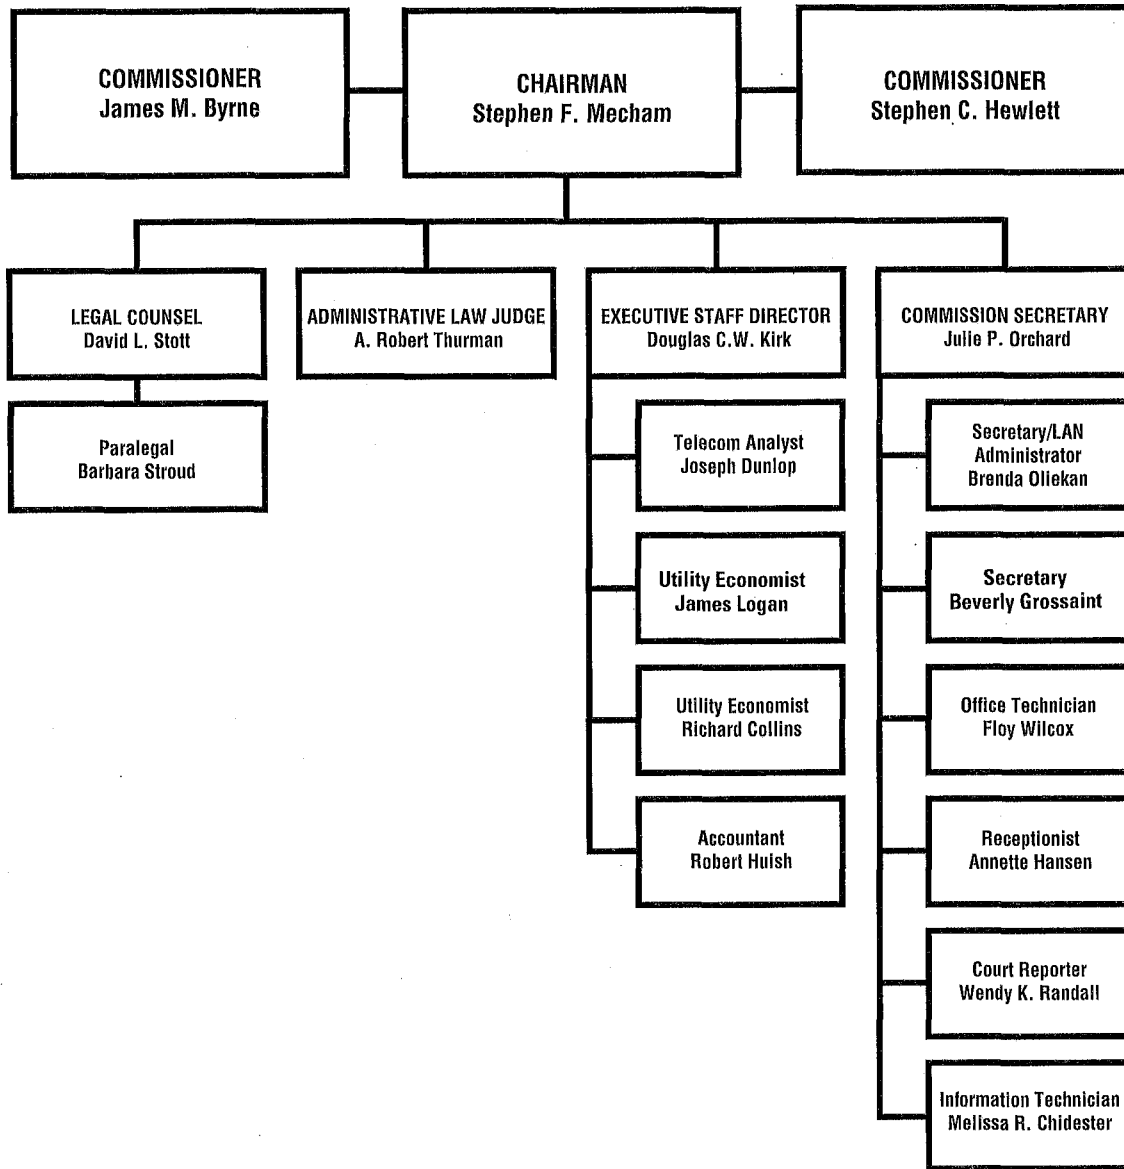 COMMISSIONER
James M. Byrne
CHAIRMAN
Stephen F. Mecham
COMMISSIONER
Stephen C. Hewlett
LEGAL COUNSEL
David L. Stott
ADMINISTRATIVE LAW JUDGE
A. Robert Thurman
EXECUTIVE STAFF DIRECTOR
Douglas C.W. Kirk
COMMISSION SECRETARY
Julie P. Orchard
Paralegal
Barbara Stroud
Telecom Analyst
Joseph Dunlop
Utility Economist
James Logan
Utility Economist
Richard Collins
Accountant
Robert Huish
Secretary/LAN
Administrator
Brenda Oliekan
Secretary
Beverly Grossaint
Office Technician
Floy Wilcox
Receptionist
Annette Hansen
Court Reporter
Wendy K. Randall
Information Technician
Melissa R. Chidester